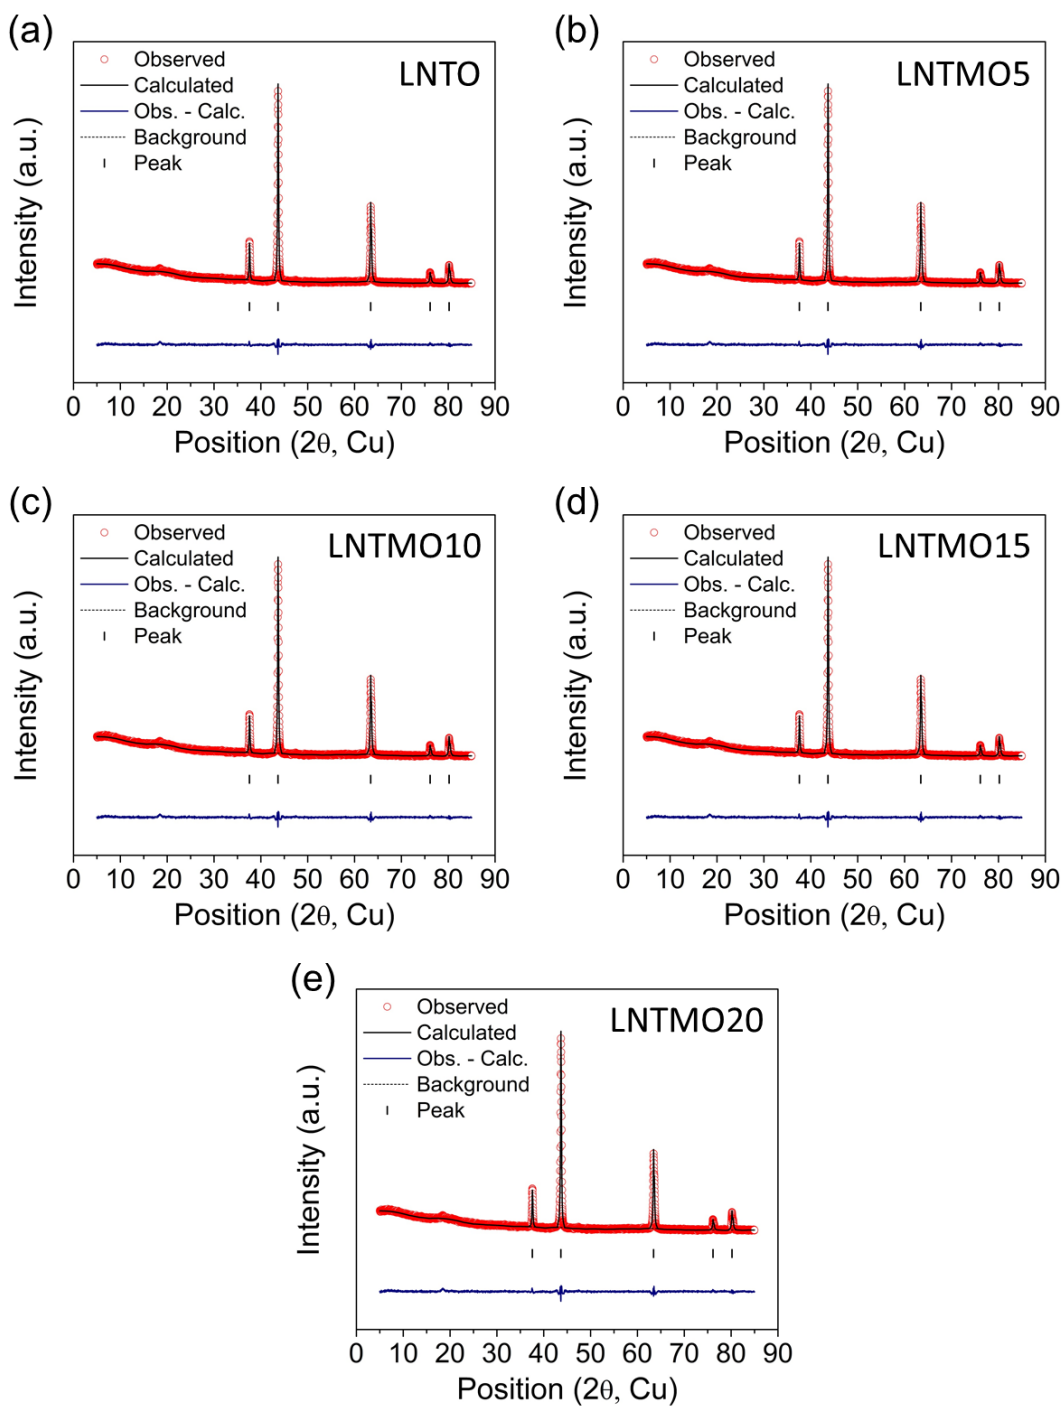 (a)
Observed
Calculated
Obs. - Calc.
Background
Peak
LNTO
Intensity (a.u.)
0 10 20 30 40 50 60 70 80 90
Position (2θ, Cu)
(b)
Observed
Calculated
Obs. - Calc.
Background
Peak
LNTMO5
Intensity (a.u.)
0 10 20 30 40 50 60 70 80 90
Position (2θ, Cu)
(c)
Observed
Calculated
Obs. - Calc.
Background
Peak
LNTMO10
Intensity (a.u.)
0 10 20 30 40 50 60 70 80 90
Position (2θ, Cu)
(d)
Observed
Calculated
Obs. - Calc.
Background
Peak
LNTMO15
Intensity (a.u.)
0 10 20 30 40 50 60 70 80 90
Position (2θ, Cu)
(e)
Observed
Calculated
Obs. - Calc.
Background
Peak
LNTMO20
Intensity (a.u.)
0 10 20 30 40 50 60 70 80 90
Position (2θ, Cu)